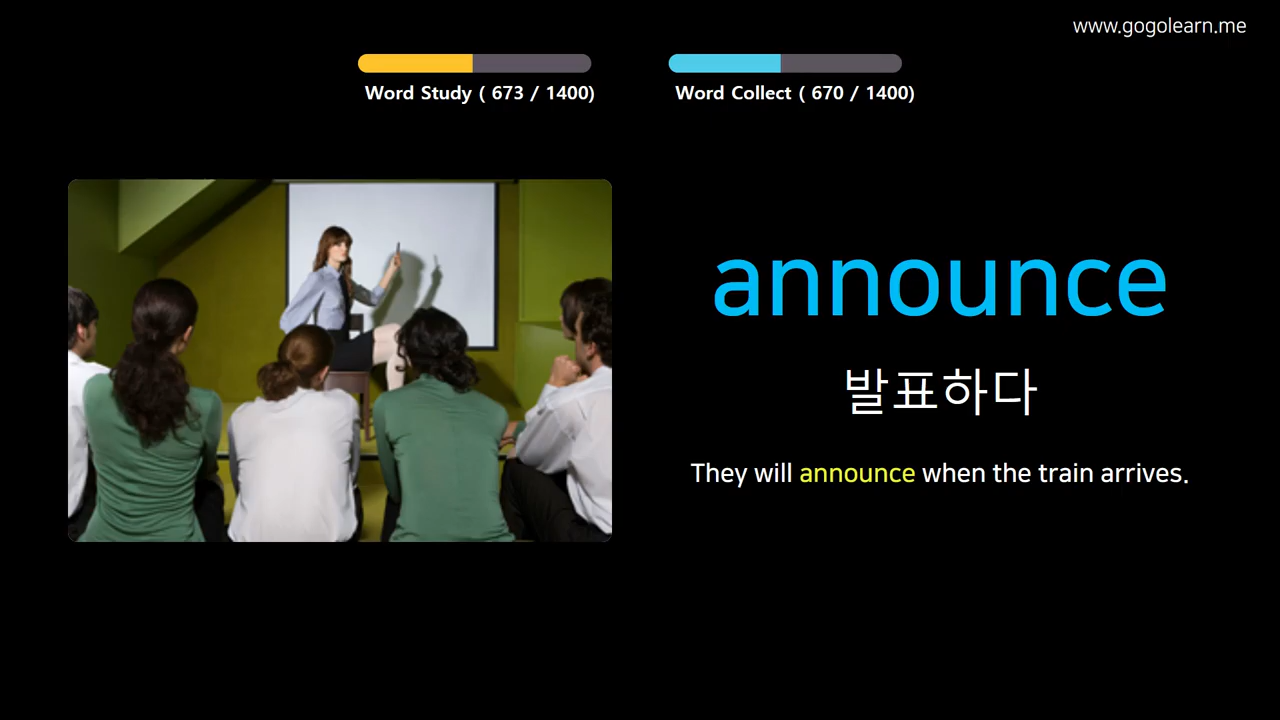 www.gogolearn.me
Word Study ( 673 / 1400)
Word Collect ( 670 / 1400)
announce
발표하다
They will announce when the train arrives.